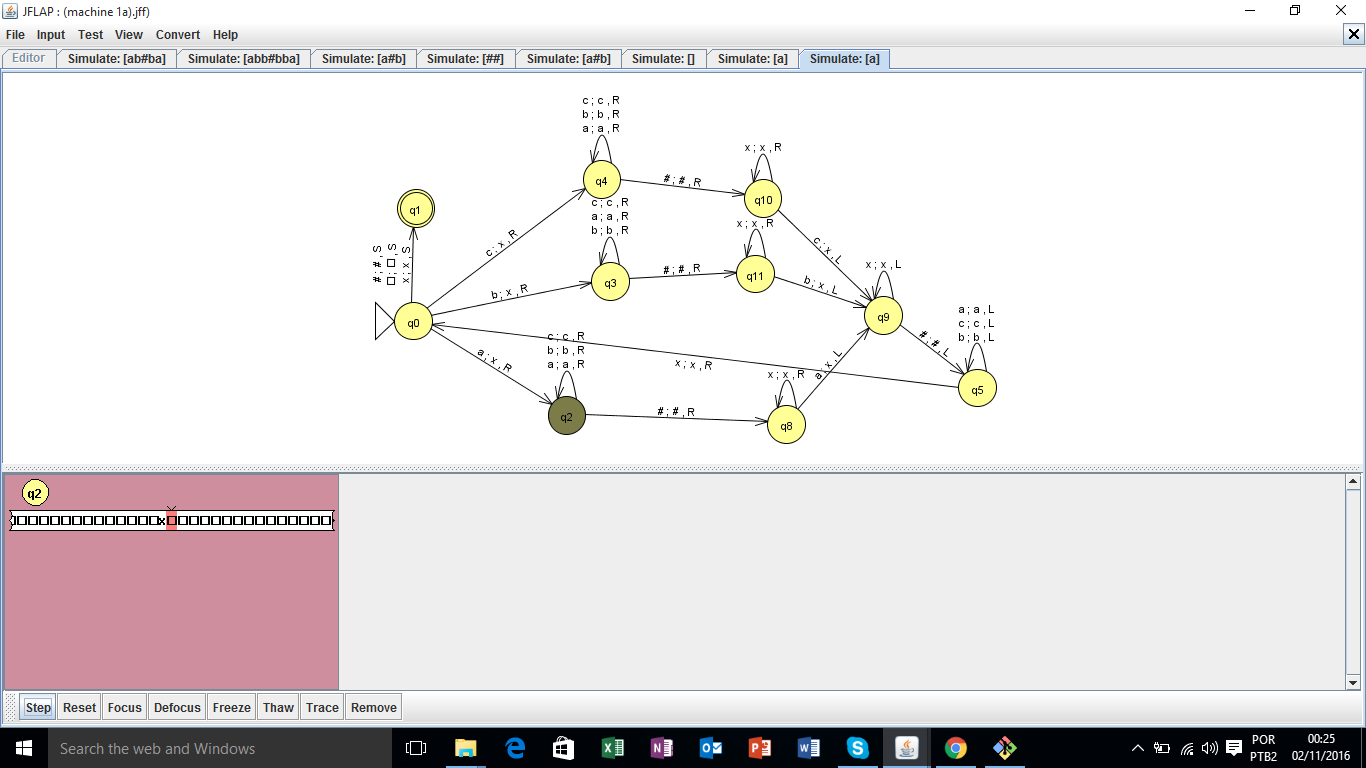 JFLAP : (machine 1a).jff)
File Input Test View Convert Help
Editor Simulate: [ab#ba] Simulate: [abb#bba] Simulate: [a#b] Simulate: [##] Simulate: [a#b] Simulate: [] Simulate: [a] Simulate: [a]
c ; c , R
b ; b , R
a ; a , R
q4
# ; # , R
x ; x , R
q10
q1
# ; # , S
□ ; □ , S
x ; x , S
c ; x , R
c ; c , R
a ; a , R
b ; b , R
q3
# ; # , R
x ; x , R
q11
c ; x , L
b ; x , L
x ; x , L
q9
q0
b ; x , R
a ; x , R
c ; c , R
b ; b , R
a ; a , R
q2
x ; x , R
# ; # , R
x ; x , R
q8
a ; x , L
# ; # , L
a ; a , L
c ; c , L
b ; b , L
q5
q2
x
Step Reset Focus Defocus Freeze Thaw Trace Remove
Search the web and Windows
POR
PTB2
00:25
02/11/2016